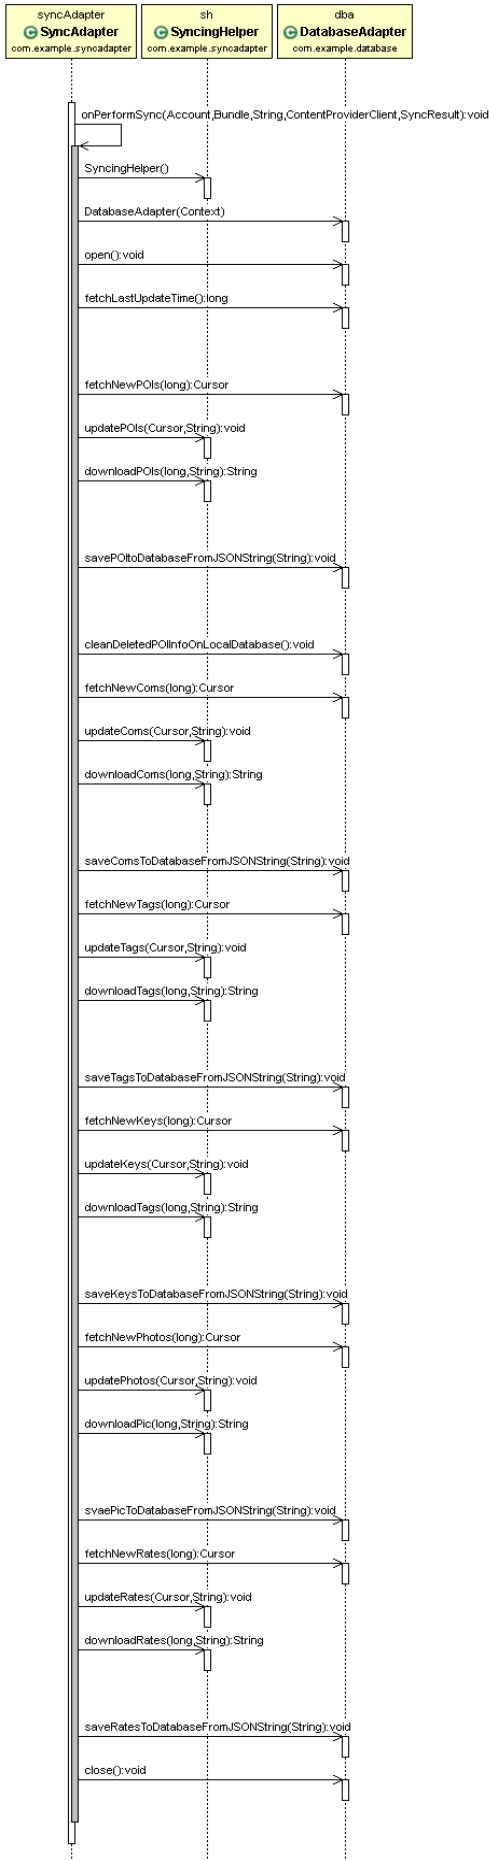 syncAdapter
SyncAdapter
com.example.syncadapter
sh
SyncingHelper
com.example.syncadapter
dba
DatabaseAdapter
com.example.database
onPerformSync(Account,Bundle,String,ContentProviderClient,SyncResult):void
SyncingHelper()
DatabaseAdapter(Context)
open():void
fetchLastUpdateTime():long
fetchNewPOIs(long):Cursor
updatePOIs(Cursor,String):void
downloadPOIs(long,String):String
savePOItoDatabaseFromJSONString(String):void
cleanDeletedPOIInfoOnLocalDatabase():void
fetchNewComs(long):Cursor
updateComs(Cursor,String):void
downloadComs(long,String):String
saveComsToDatabaseFromJSONString(String):void
fetchNewTags(long):Cursor
updateTags(Cursor,String):void
downloadTags(long,String):String
saveTagsToDatabaseFromJSONString(String):void
fetchNewKeys(long):Cursor
updateKeys(Cursor,String):void
downloadTags(long,String):String
saveKeysToDatabaseFromJSONString(String):void
fetchNewPhotos(long):Cursor
updatePhotos(Cursor,String):void
downloadPic(long,String):String
svaePicToDatabaseFromJSONString(String):void
fetchNewRates(long):Cursor
updateRates(Cursor,String):void
downloadRates(long,String):String
saveRatesToDatabaseFromJSONString(String):void
close():void